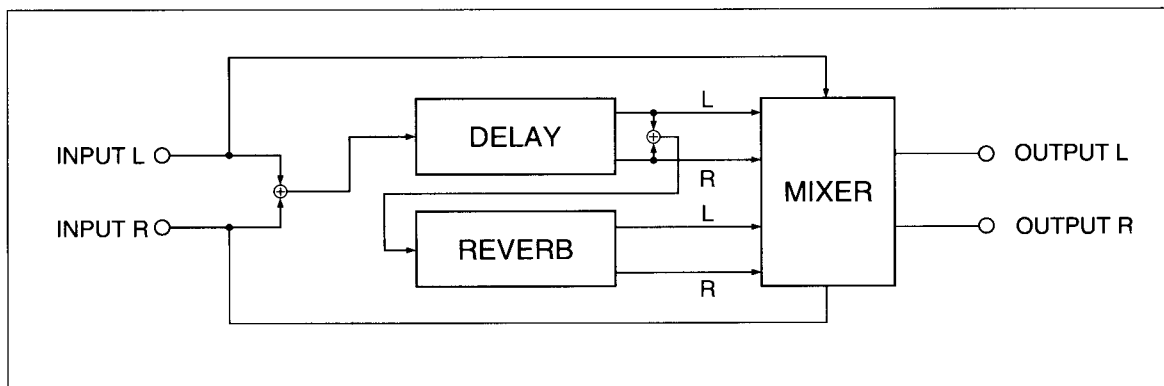 INPUT L
INPUT R
DELAY
REVERB
L
R
L
R
MIXER
OUTPUT L
OUTPUT R